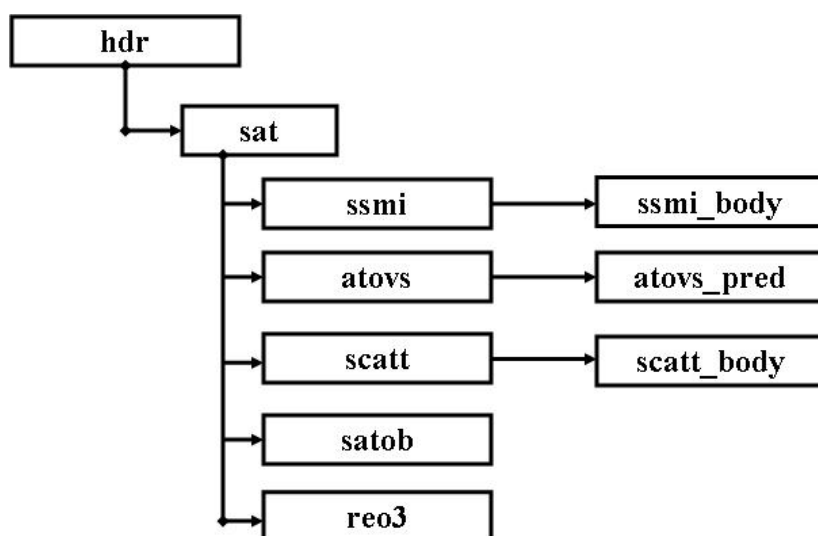 hdr
sat
ssmi
ssmi_body
atovs
atovs_pred
scatt
scatt_body
satob
reo3